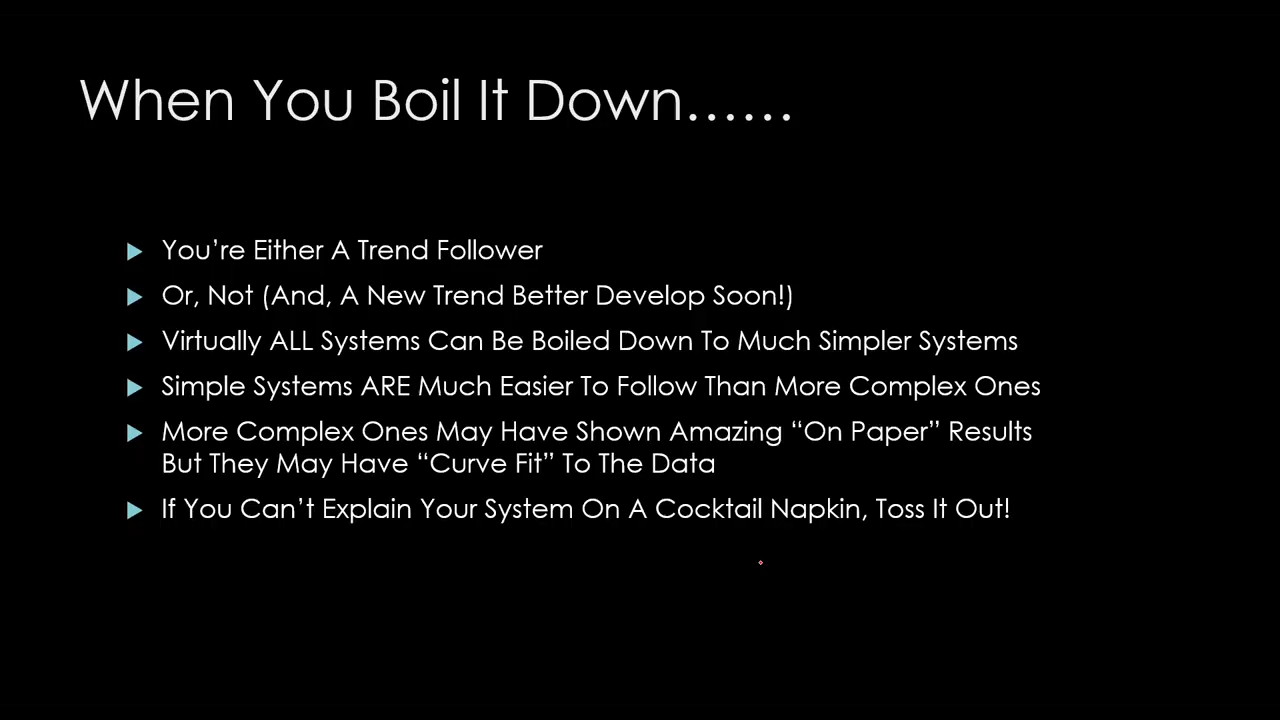 When You Boil It Down……
You’re Either A Trend Follower
Or, Not (And, A New Trend Better Develop Soon!)
Virtually ALL Systems Can Be Boiled Down To Much Simpler Systems
Simple Systems ARE Much Easier To Follow Than More Complex Ones
More Complex Ones May Have Shown Amazing “On Paper” Results
But They May Have “Curve Fit” To The Data
If You Can’t Explain Your System On A Cocktail Napkin, Toss It Out!